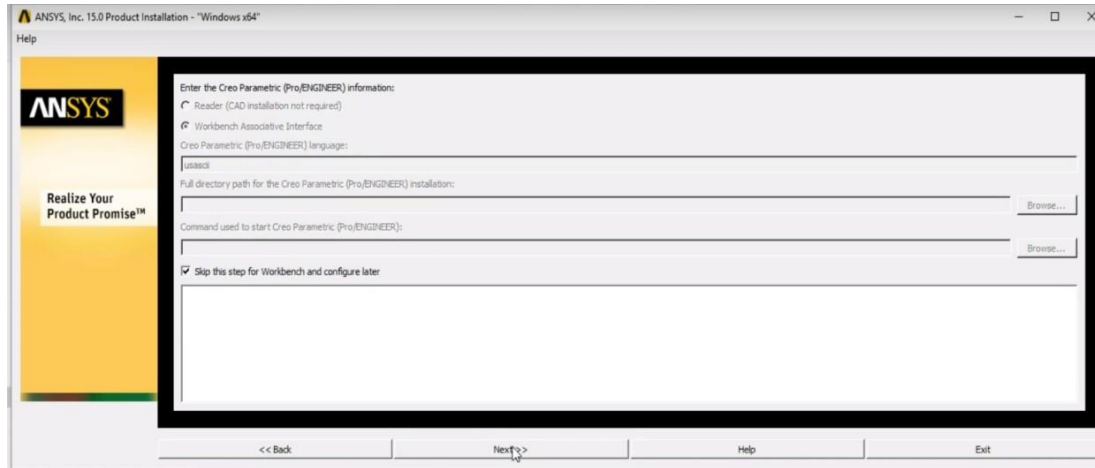 ANSYS, Inc. 15.0 Product Installation - "Windows x64"
Help
ANSYS
Realize Your
Product Promise™
Enter the Creo Parametric (Pro/ENGINEER) information:
Reader (CAD installation not required)
Workbench Associative Interface
Creo Parametric (Pro/ENGINEER) language:
usascii
Full directory path for the Creo Parametric (Pro/ENGINEER) installation:
Browse...
Command used to start Creo Parametric (Pro/ENGINEER):
Browse...
Skip this step for Workbench and configure later
<< Back
Next >>
Help
Exit